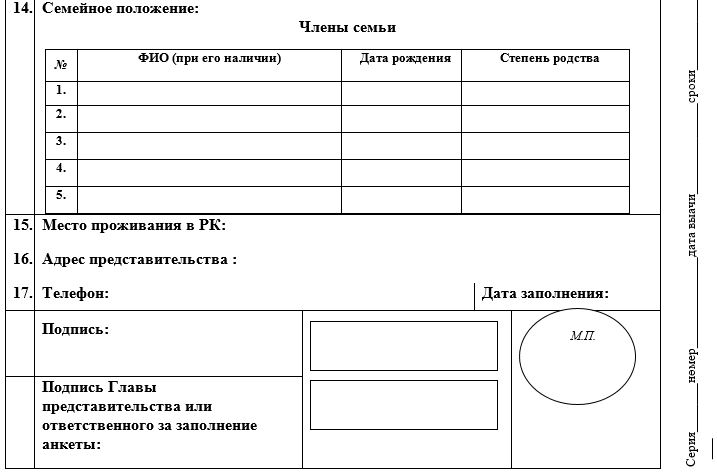 14. Семейное положение:
Члены семьи
№ ФИО (при его наличии) Дата рождения Степень родства
1.
2.
3.
4.
5.
15. Место проживания в РК:
16. Адрес представительства :
17. Телефон: Дата заполнения:
Подпись:
М.П.
Подпись Главы
представительства или
ответственного за заполнение
анкеты:
Серия номер дата выачи сроки